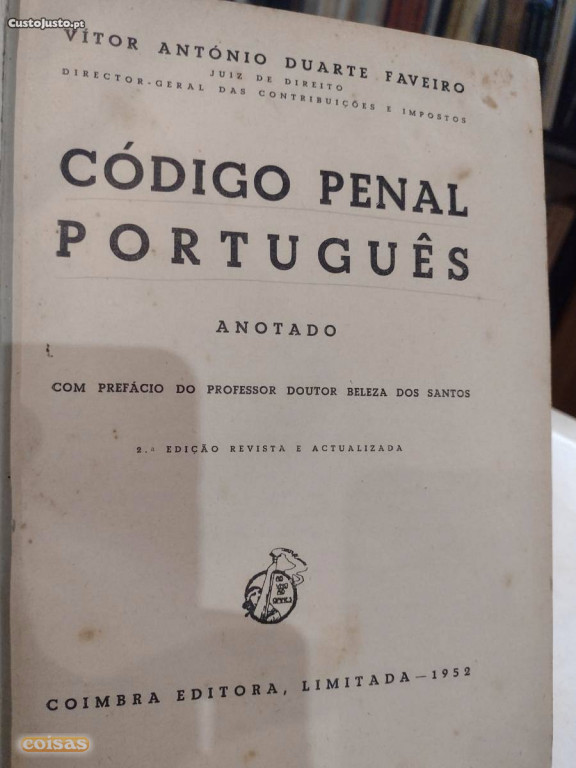 CustoJusto.pt
VÍTOR ANTÓNIO DUARTE FAVEIRO
JUIZ DE DIREITO
DIRECTOR-GERAL DAS CONTRIBUIÇÕES E IMPOSTOS
CÓDIGO PENAL
PORTUGUÊS
ANOTADO
COM PREFÁCIO DO PROFESSOR DOUTOR BELEZA DOS SANTOS
2.ª EDIÇÃO REVISTA E ACTUALIZADA
COIMBRA EDITORA, LIMITADA — 1952
coisas